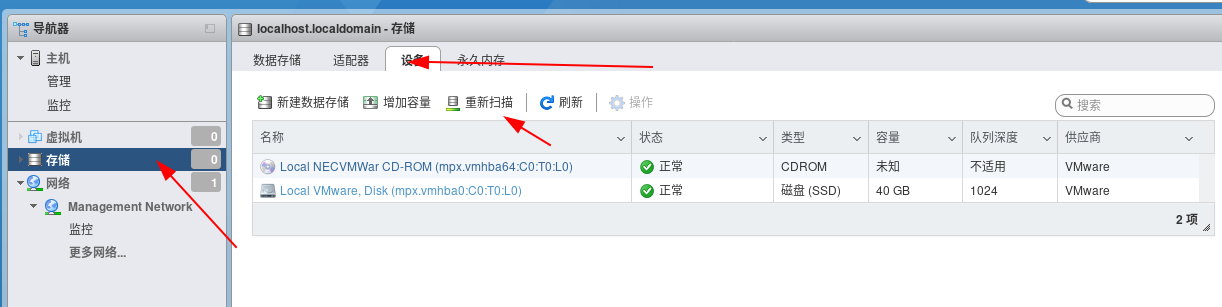 导航器
主机
管理
监控
虚拟机 0
存储 0
网络 1
Management Network
监控
更多网络...
localhost.localdomain - 存储
数据存储 适配器 设备 永久内存
新建数据存储 增加容量 重新扫描 刷新 操作
搜索
名称 状态 类型 容量 队列深度 供应商
Local NECVMWar CD-ROM (mpx.vmhba64:C0:T0:L0) 正常 CDROM 未知 不适用 VMware
Local VMware, Disk (mpx.vmhba0:C0:T0:L0) 正常 磁盘 (SSD) 40 GB 1024 VMware
2 项